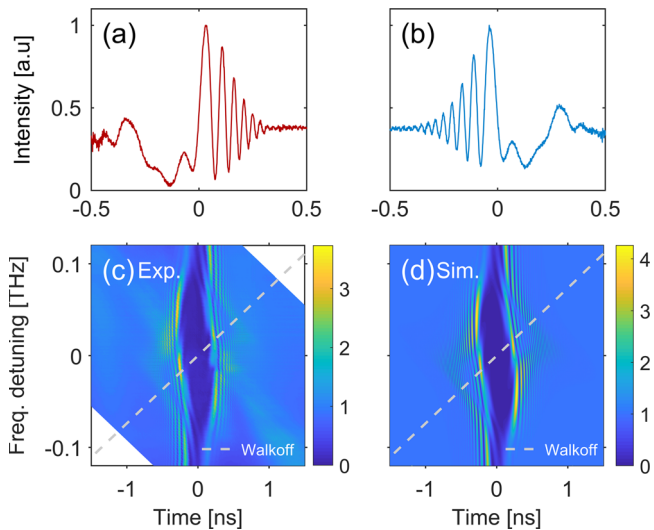 (a)
(b)
Intensity [a.u]
1
0.5
0
-0.5
0
0.5
-0.5
0
0.5
Freq. detuning [THz]
0.1
0
-0.1
(c) Exp.
Walkoff
3
2
1
0
(d) Sim.
Walkoff
4
3
2
1
0
-1
0
1
-1
0
1
Time [ns]
Time [ns]